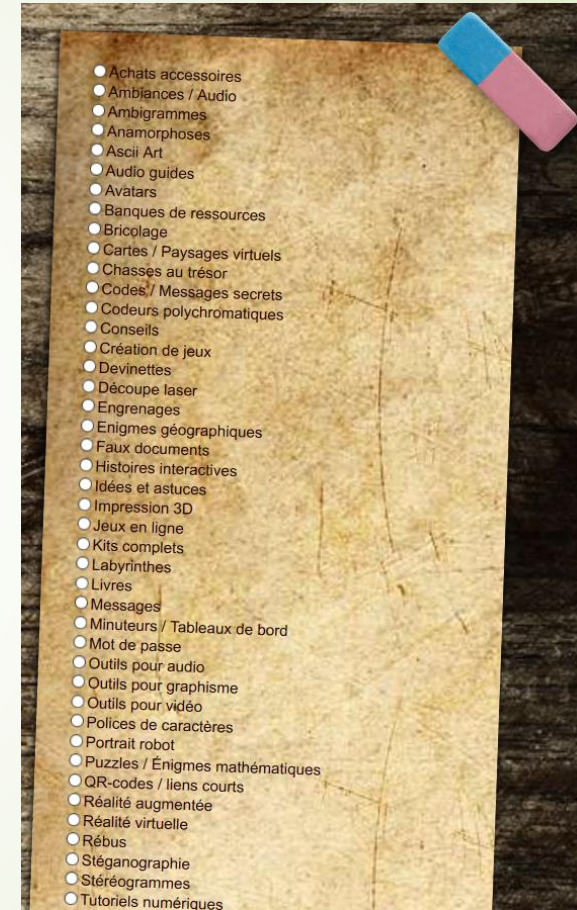 Achats accessoires
Ambiances / Audio
Ambigrammes
Anamorphoses
Ascii Art
Audio guides
Avatars
Banques de ressources
Bricolage
Cartes / Paysages virtuels
Chasses au trésor
Codes / Messages secrets
Codeurs polychromatiques
Conseils
Création de jeux
Devinettes
Découpe laser
Engrenages
Enigmes géographiques
Faux documents
Histoires interactives
Idées et astuces
Impression 3D
Jeux en ligne
Kits complets
Labyrinthes
Livres
Messages
Minuteurs / Tableaux de bord
Mot de passe
Outils pour audio
Outils pour graphisme
Outils pour vidéo
Polices de caractères
Portrait robot
Puzzles / Énigmes mathématiques
QR-codes / liens courts
Réalité augmentée
Réalité virtuelle
Rébus
Stéganographie
Stéréogrammes
Tutoriels numériques